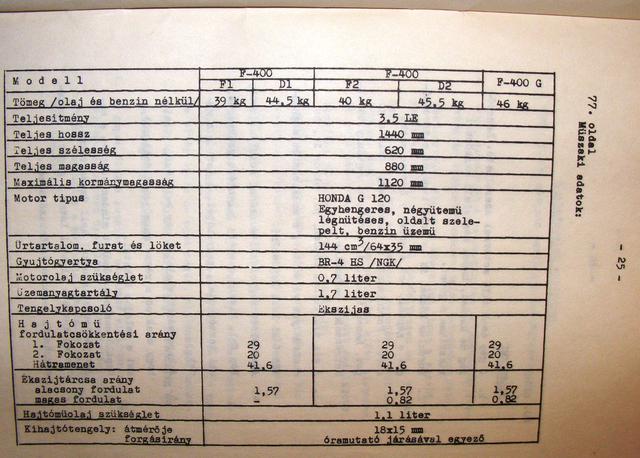 77. oldal
Műszaki adatok:
- 25 -
Modell F-400 F-400 F-400 G
F1 D1 F2 D2
Tömeg /olaj és benzin nélkül/ 39 kg 44.5 kg 40 kg 45.5 kg 46 kg
Teljesitmény 3.5 LE
Teljes hossz 1440 mm
Teljes szélesség 620 mm
Teljes magasság 880 mm
Maximális kormánymagasság 1120 mm
Motor tipus HONDA G 120
Egyhengeres, négyütemü
légnütéses, oldalt szele-
pelt, benzin üzemü
Ürtartalom, furat és löket 144 cm3/64x35 mm
Gyujtógyertya BR-4 HS /NGK/
Motorolaj szükséglet 0,7 liter
Üzemanyagtartály 1,7 liter
Tengelykapcsoló Ékszíjas
Hajtómü
fordulatcsökkentési arány
1. Fokozat 29 29 29
2. Fokozat 20 20 20
Hátramenet 41,6 41,6 41,6
Ékszijtárcsa arány
alacsony fordulat 1,57 1,57 1,57
magas fordulat - 0,82 0,82
Hajtómüolaj szükséglet 1,1 liter
Kihajtótengely: átmérője 18x15 mm
forgásirány óramutató járásával egyező